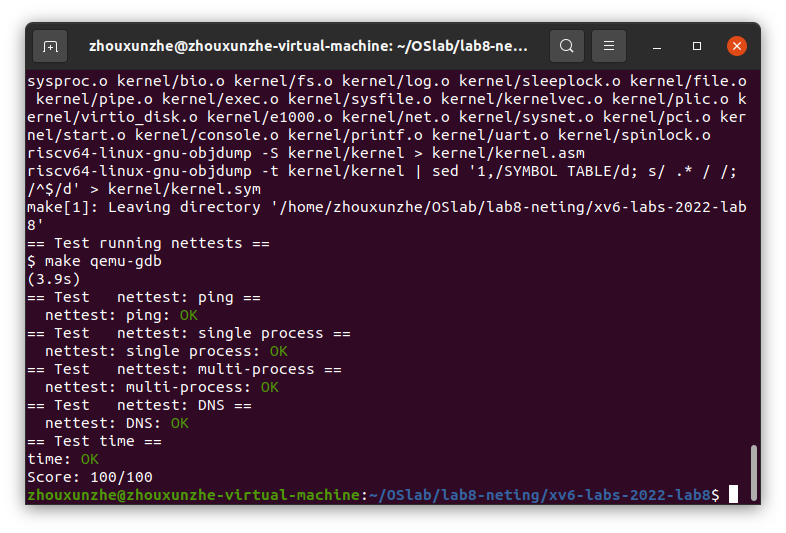 zhouxunzhe@zhouxunzhe-virtual-machine: ~/OSlab/lab8-ne...
sysproc.o kernel/bio.o kernel/fs.o kernel/log.o kernel/sleeplock.o kernel/file.o
 kernel/pipe.o kernel/exec.o kernel/sysfile.o kernel/kernelvec.o kernel/plic.o k
ernel/virtio_disk.o kernel/e1000.o kernel/net.o kernel/sysnet.o kernel/pci.o ker
nel/start.o kernel/console.o kernel/printf.o kernel/uart.o kernel/spinlock.o
riscv64-linux-gnu-objdump -S kernel/kernel > kernel/kernel.asm
riscv64-linux-gnu-objdump -t kernel/kernel | sed '1,/SYMBOL TABLE/d; s/ .* / /;
/^$/d' > kernel/kernel.sym
make[1]: Leaving directory '/home/zhouxunzhe/OSlab/lab8-neting/xv6-labs-2022-lab
8'
== Test running nettests ==
$ make qemu-gdb
(3.9s)
== Test   nettest: ping ==
  nettest: ping: OK
== Test   nettest: single process ==
  nettest: single process: OK
== Test   nettest: multi-process ==
  nettest: multi-process: OK
== Test   nettest: DNS ==
  nettest: DNS: OK
== Test time ==
time: OK
Score: 100/100
zhouxunzhe@zhouxunzhe-virtual-machine:~/OSlab/lab8-neting/xv6-labs-2022-lab8$